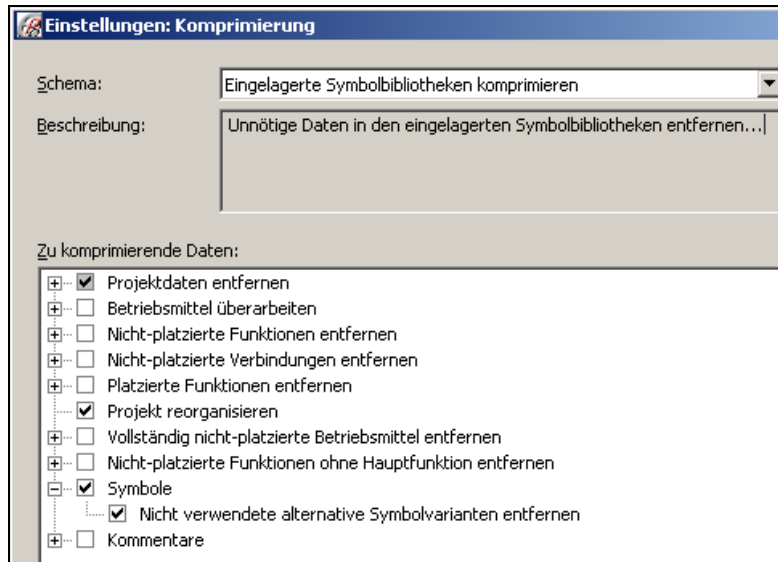 Einstellungen: Komprimierung
Schema:
Eingelagerte Symbolbibliotheken komprimieren
Beschreibung:
Unnötige Daten in den eingelagerten Symbolbibliotheken entfernen...
Zu komprimierende Daten:
Projektdaten entfernen
Betriebsmittel überarbeiten
Nicht-platzierte Funktionen entfernen
Nicht-platzierte Verbindungen entfernen
Platzierte Funktionen entfernen
Projekt reorganisieren
Vollständig nicht-platzierte Betriebsmittel entfernen
Nicht-platzierte Funktionen ohne Hauptfunktion entfernen
Symbole
Nicht verwendete alternative Symbolvarianten entfernen
Kommentare